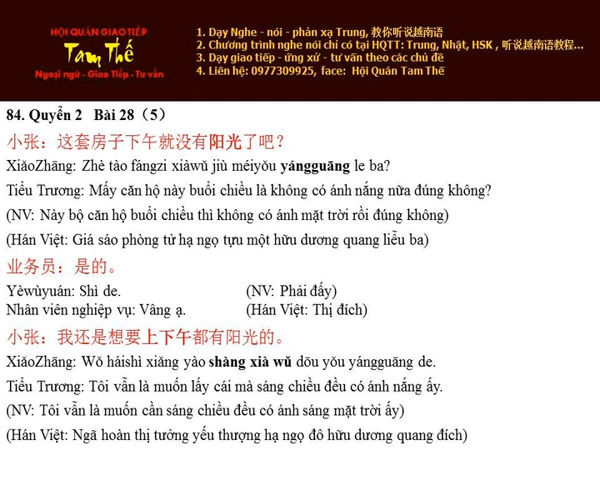 HỘI QUÁN GIAO TIẾP
Tam Thế
Ngoại ngữ - Giao Tiếp - Tư vấn
1. Dạy Nghe - nói - phản xạ Trung, 教你听说越南语
2. Chương trình nghe nói chỉ có tại HQTT: Trung, Nhật, HSK , 听说越南语教程...
3. Dạy giao tiếp - ứng xử - tư vấn theo các chủ đề
4. Liên hệ: 0977309925, face: Hội Quán Tam Thế
84. Quyển 2 Bài 28（5）
小张：这套房子下午就没有阳光了吧？
XiǎoZhāng: Zhè tào fángzi xiàwǔ jiù méiyǒu yángguāng le ba?
Tiểu Trương: Mấy căn hộ này buổi chiều là không có ánh nắng nữa đúng không?
(NV: Này bộ căn hộ buổi chiều thì không có ánh mặt trời rồi đúng không)
(Hán Việt: Giá sáo phòng tử hạ ngọ tựu một hữu dương quang liễu ba)
业务员：是的。
Yèwùyuán: Shì de. (NV: Phải đấy)
Nhân viên nghiệp vụ: Vâng ạ. (Hán Việt: Thị đích)
小张：我还是想要上下午都有阳光的。
XiǎoZhāng: Wǒ háishì xiǎng yào shàng xià wǔ dōu yǒu yángguāng de.
Tiểu Trương: Tôi vẫn là muốn lấy cái mà sáng chiều đều có ánh nắng ấy.
(NV: Tôi vẫn là muốn cần sáng chiều đều có ánh sáng mặt trời ấy)
(Hán Việt: Ngã hoàn thị tưởng yếu thượng hạ ngọ đô hữu dương quang đích)